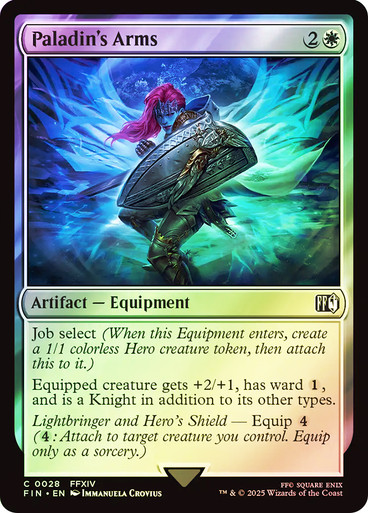 Paladin's Arms 2
Artifact — Equipment
Job select (When this Equipment enters, create
a 1/1 colorless Hero creature token, then attach
this to it.)
Equipped creature gets +2/+1, has ward 1,
and is a Knight in addition to its other types.
Lightbringer and Hero's Shield — Equip 4
(4: Attach to target creature you control. Equip
only as a sorcery.)
C 0028 FFXIV
FIN • EN Immanuela Crovius
FF© SQUARE ENIX
™ & © 2025 Wizards of the Coast